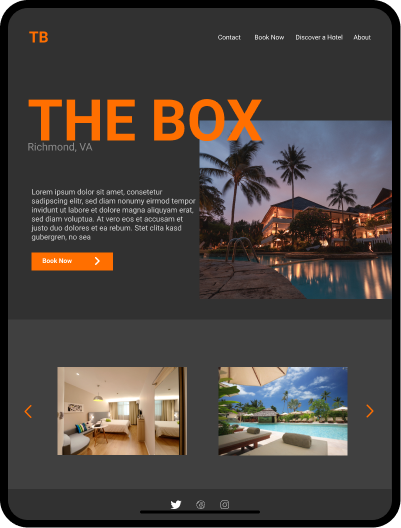 TB
Contact Book Now Discover a Hotel About
THE BOX
Richmond, VA
Lorem ipsum dolor sit amet, consetetur
sadipscing elitr, sed diam nonumy eirmod tempor
invidunt ut labore et dolore magna aliquyam erat,
sed diam voluptua. At vero eos et accusam et
justo duo dolores et ea rebum. Stet clita kasd
gubergren, no sea
Book Now